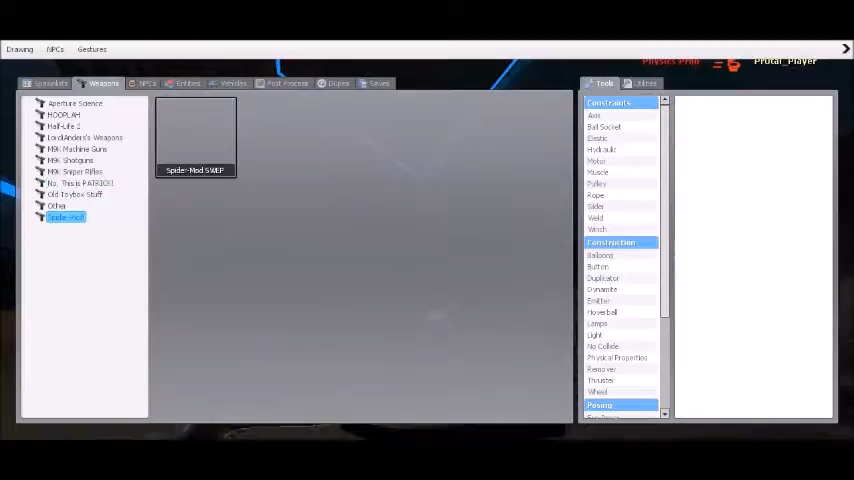 Drawing NPCs Gestures
Physics Prop = Prutal_Player
Spawnlists Weapons NPCs Entities Vehicles Post Process Dupes Saves
Tools Utilities
Aperture Science
HOOPLAH
Half-Life 2
LordiAnders's Weapons
M9K Machine Guns
M9K Shotguns
M9K Sniper Rifles
No, This is PATRICK!
Old Toybox Stuff
Other
Spider-Mod
Spider-Mod SWEP
Constraints
Axis
Ball Socket
Elastic
Hydraulic
Motor
Muscle
Pulley
Rope
Slider
Weld
Winch
Construction
Balloons
Button
Duplicator
Dynamite
Emitter
Hoverball
Lamps
Light
No Collide
Physical Properties
Remover
Thruster
Wheel
Posing